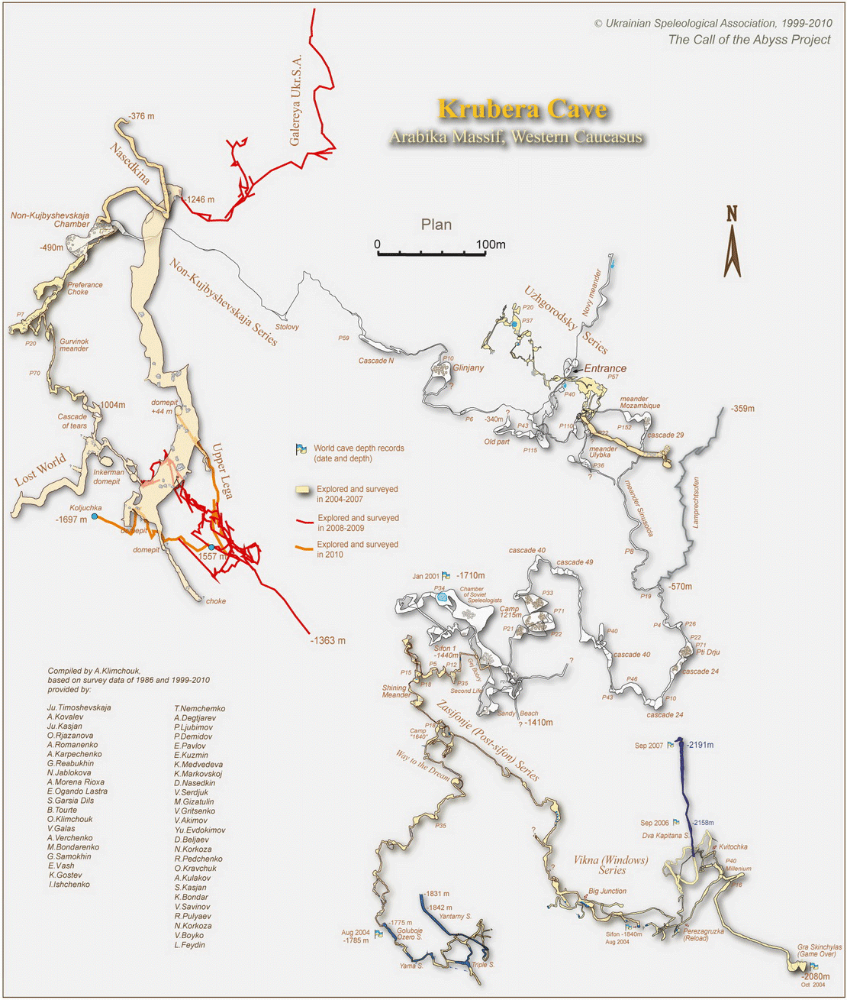 © Ukrainian Speleological Association, 1999-2010
The Call of the Abyss Project
Krubera Cave
Arabika Massif, Western Caucasus
Galereya Ukr.S.A.
-376 m
Nasedkina
-1246 m
Non-Kujbyshevskaja
Chamber
-490m
N
Plan
0
100m
Non-Kujbyshevskaja Series
Preferance
Choke
P7
P20
Gurvinok
meander
P70
Stolovy
P59
Cascade N
P10
Glinjany
?
Uzhgorodsky Series
P20
P37
Novy meander
Entrance
P57
P40
meander
Mozambique
P152
cascade 29
P110
P22
meander
Ulybka
P36
?
-359m
P6
-340m
?
P43
Old part
P115
1004m
Cascade
of tears
domepit
+44 m
Upper Lega
Lost World
Inkerman
domepit
Koljuchka
-1697 m
domepit
domepit
1557 m
choke
-1363 m
World cave depth records
(date and depth)
Explored and surveyed
in 2004-2007
Explored and surveyed
in 2008-2009
Explored and surveyed
in 2010
meander Sinusoida
Lamprechtsofen
P8
-570m
P19
P4
P26
P22
P71
Pti Drju
cascade 24
P10
cascade 24
P46
P43
cascade 40
P40
cascade 40
cascade 49
Jan 2001
-1710m
P34
Chamber
of Soviet
Speleologists
Camp
1215m
P33
P71
P21
P22
Sifon 1
-1440m
P15
P5
P12
P18
P35
Second Life
Shining
Meander
Sandy Beach
?
? -1410m
Zasifonje (Post-sifon) Series
P18
Camp
"1640"
Way to the Dream
P35
?
?
Sep 2007
-2191m
Sep 2006
-2158m
Dva Kapitana S.
Kvitochka
P40
Millenium
P16
Vikna (Windows)
Series
Big Junction
Sifon -1840m
Aug 2004
Perezagruzka
(Reload)
Gra Skinchylas
(Game Over)
-2080m
Oct 2004
-1831 m
-1842 m
Yantarny S.
-1775 m
Goluboje
Ozero S.
Aug 2004
-1785 m
Yama S.
Triple S.
Compiled by A.Klimchouk,
based on survey data of 1986 and 1999-2010
provided by:
Ju.Timoshevskaja
A.Kovalev
Ju.Kasjan
O.Rjazanova
A.Romanenko
A.Karpechenko
G.Reabukhin
N.Jablokova
A.Morena Rioxa
E.Ogando Lastra
S.Garsia Dils
B.Tourte
O.Klimchouk
V.Galas
A.Verchenko
M.Bondarenko
G.Samokhin
E.Vash
K.Gostev
I.Ishchenko
T.Nemchemko
A.Degtjarev
P.Ljubimov
P.Demidov
E.Pavlov
E.Kuzmin
K.Medvedeva
K.Markovskoj
D.Nasedkin
V.Serdjuk
M.Gizatulin
V.Gritsenko
V.Akimov
Yu.Evdokimov
D.Beljaev
N.Korkoza
R.Pedchenko
O.Kravchuk
A.Kulakov
S.Kasjan
K.Bondar
V.Savinov
R.Pulyaev
N.Korkoza
V.Boyko
L.Feydin